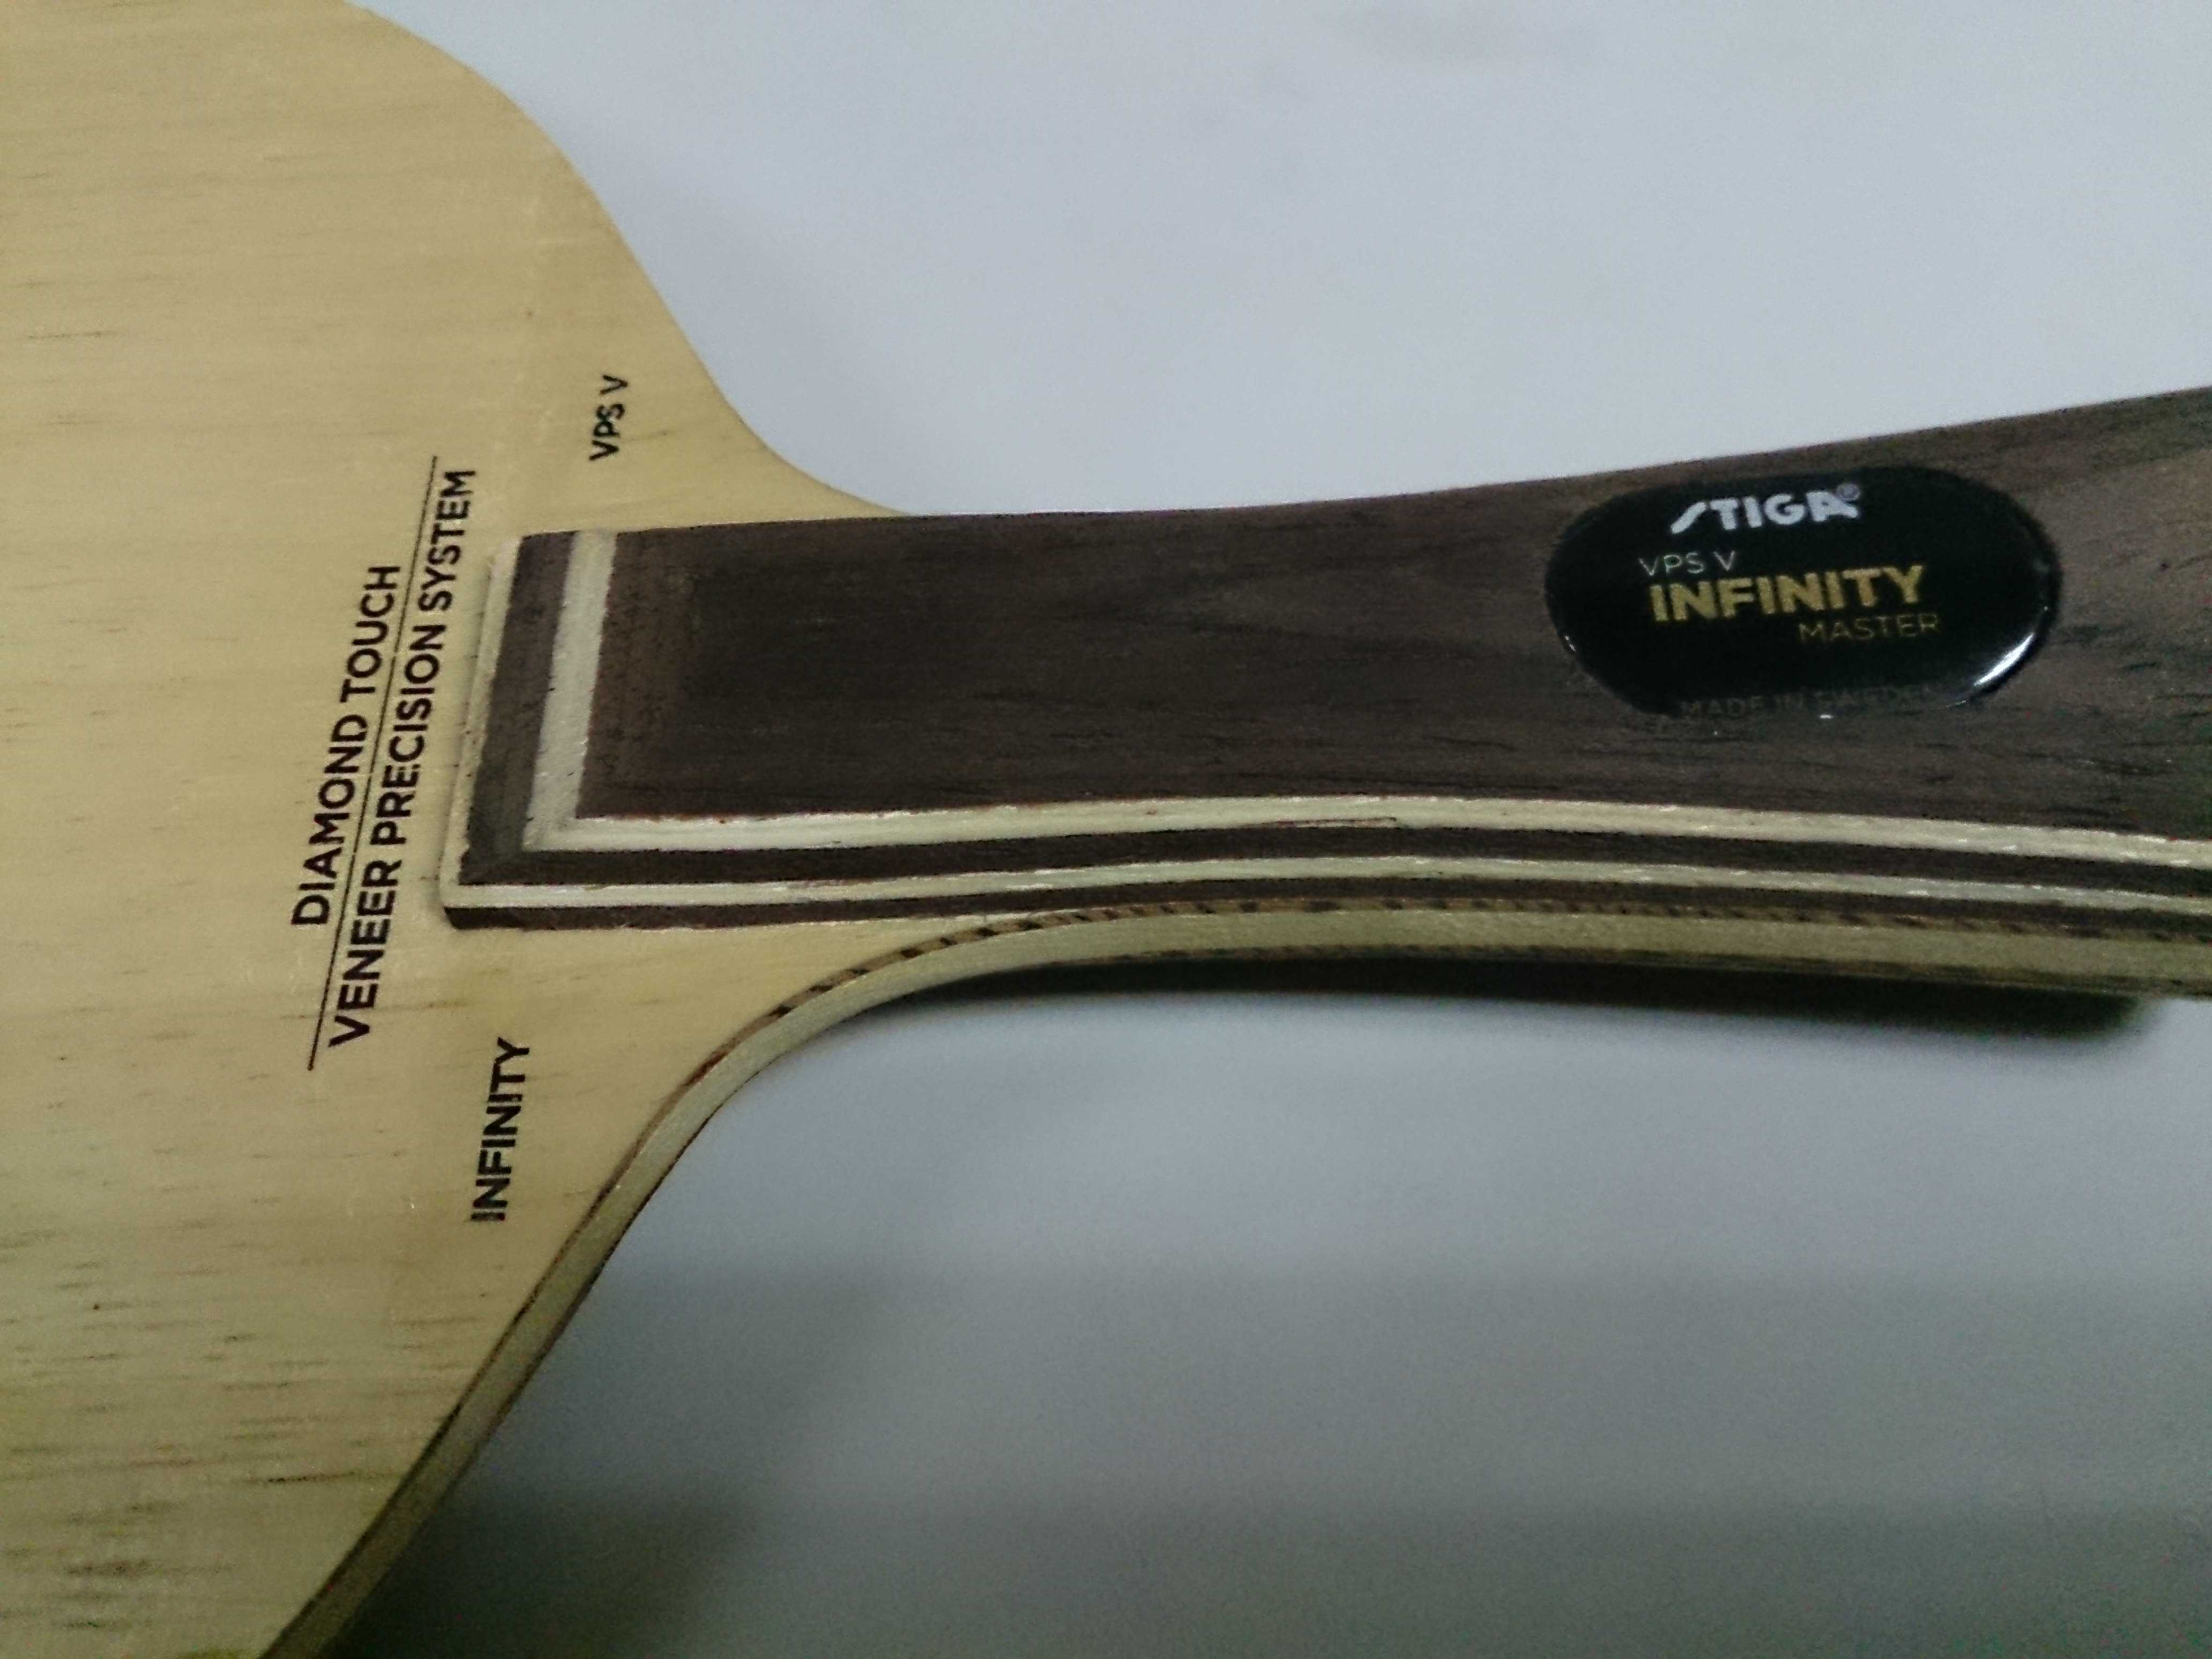 DIAMOND TOUCH
VENEER PRECISION SYSTEM
INFINITY
VPS V
STIGA®
VPS V
INFINITY
MASTER
MADE IN SWEDEN